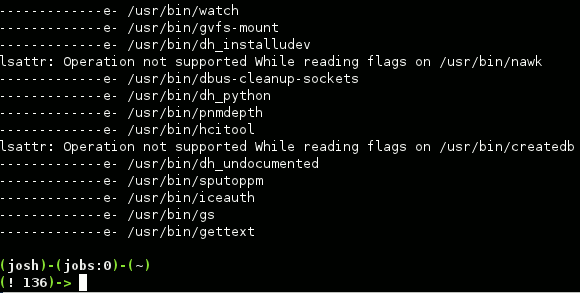 -------------e- /usr/bin/watch
-------------e- /usr/bin/gvfs-mount
-------------e- /usr/bin/dh_installudev
lsattr: Operation not supported While reading flags on /usr/bin/nawk
-------------e- /usr/bin/dbus-cleanup-sockets
-------------e- /usr/bin/dh_python
-------------e- /usr/bin/pnmdepth
-------------e- /usr/bin/hcitool
lsattr: Operation not supported While reading flags on /usr/bin/createdb
-------------e- /usr/bin/dh_undocumented
-------------e- /usr/bin/sputoppm
-------------e- /usr/bin/iceauth
-------------e- /usr/bin/gs
-------------e- /usr/bin/gettext
(josh)-(jobs:0)-(~)
(! 136)->